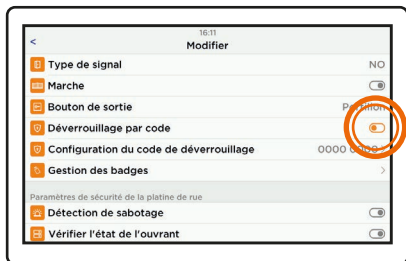 16:11
<
Modifier
Type de signal NO
Marche
Bouton de sortie Portillon
Déverrouillage par code
Configuration du code de déverrouillage 0000 0000 >
Gestion des badges >
Paramètres de sécurité de la platine de rue
Détection de sabotage
Vérifier l'état de l'ouvrant